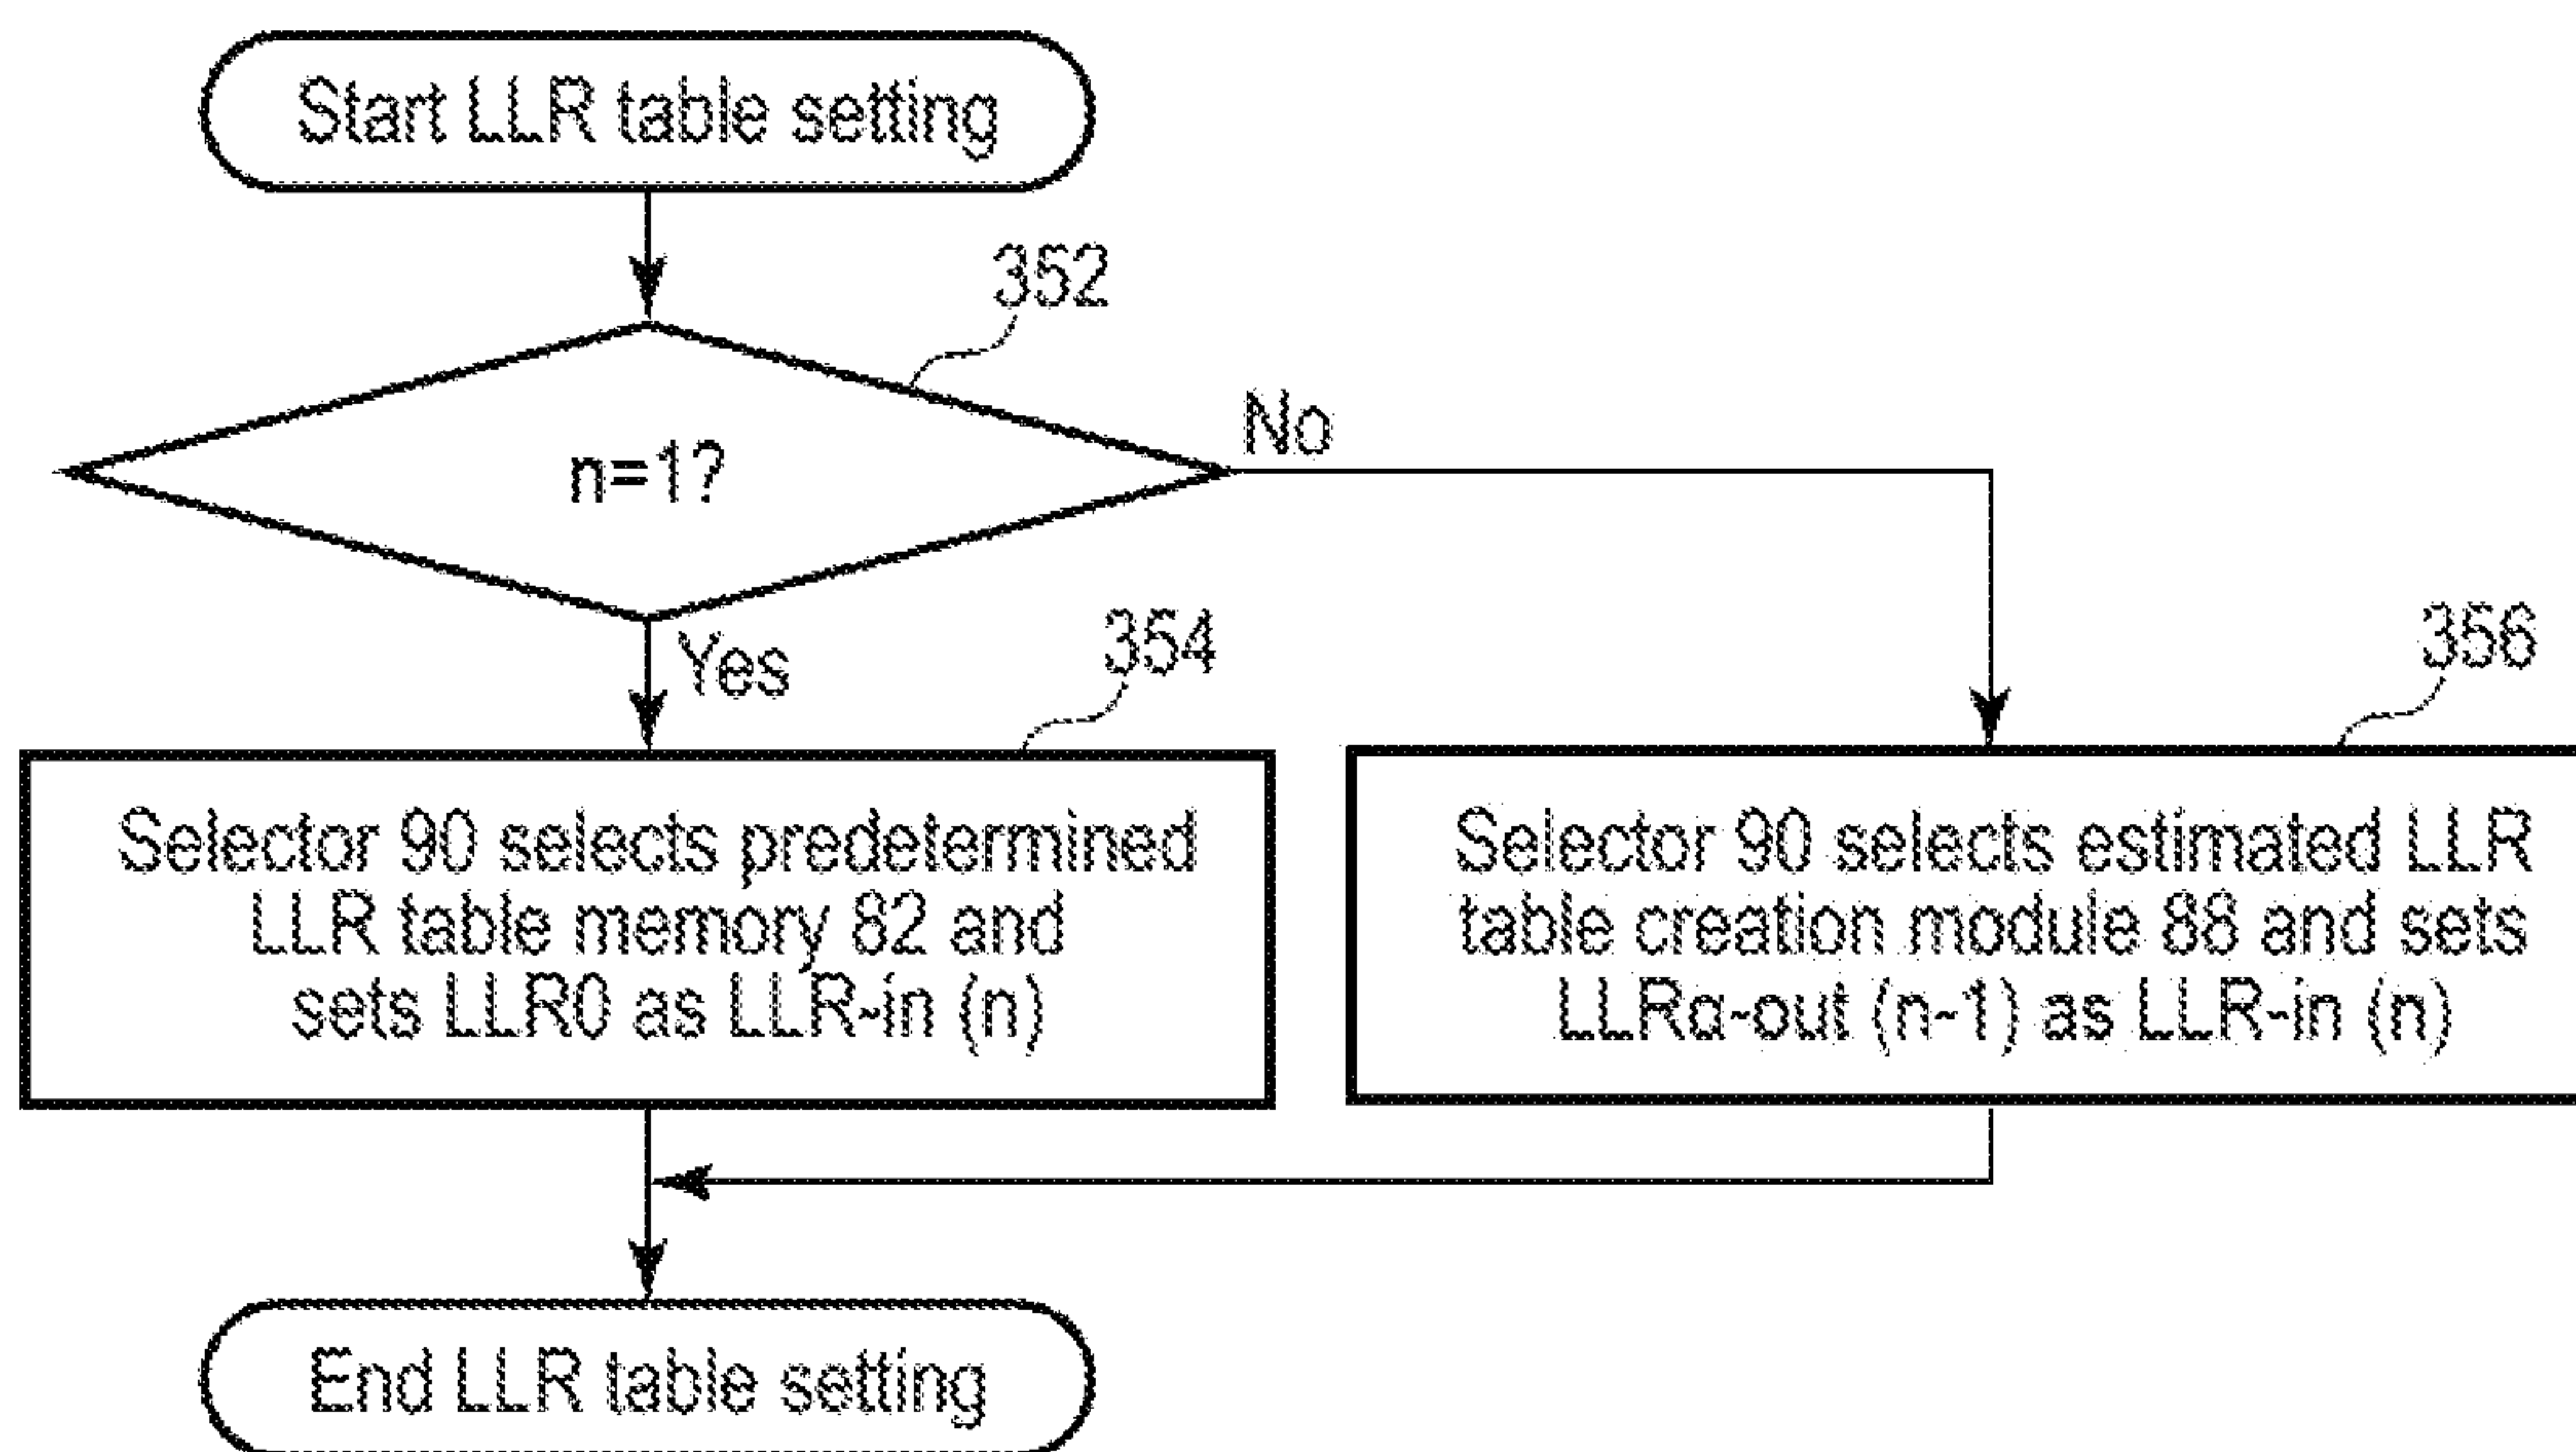 Start LLR table setting
352
n=1?
No
Yes
354
356
Selector 90 selects predetermined
LLR table memory 82 and
sets LLR0 as LLR-in (n)
Selector 90 selects estimated LLR
table creation module 88 and sets
LLRα-out (n-1) as LLR-in (n)
End LLR table setting